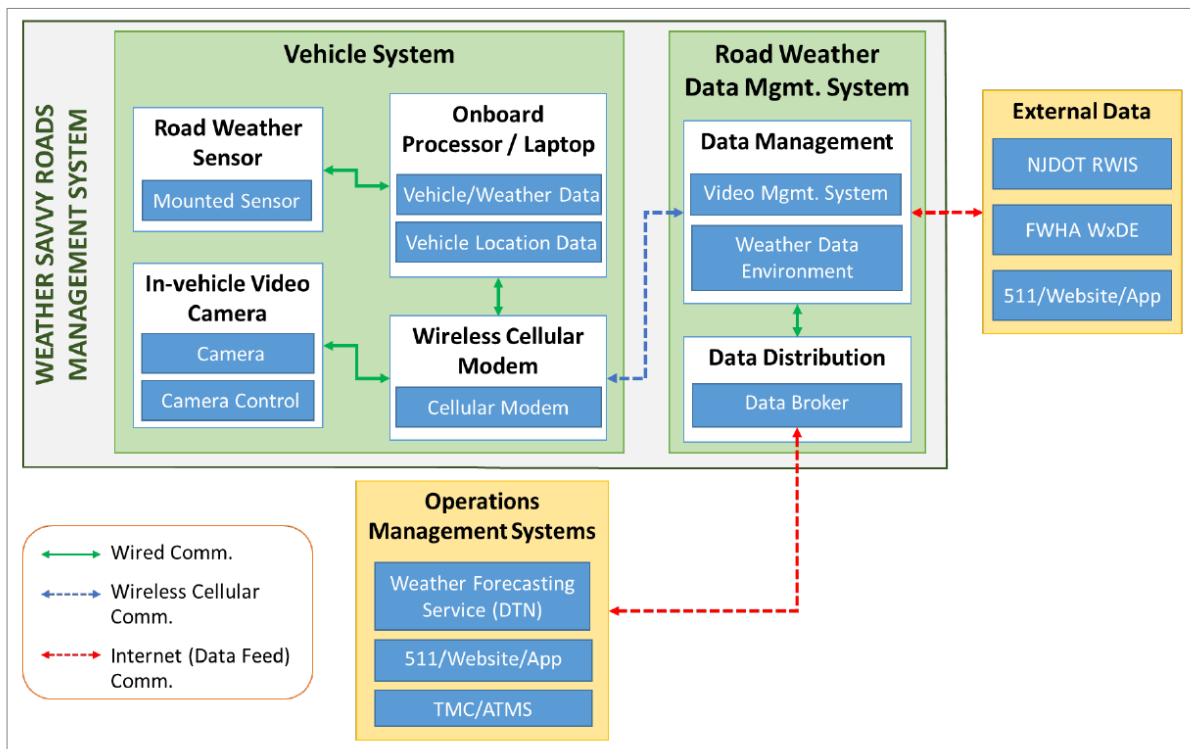 WEATHER SAVVY ROADS
MANAGEMENT SYSTEM
Vehicle System
Road Weather
Sensor
Mounted Sensor
In-vehicle Video
Camera
Camera
Camera Control
Onboard
Processor / Laptop
Vehicle/Weather Data
Vehicle Location Data
Wireless Cellular
Modem
Cellular Modem
Road Weather
Data Mgmt. System
Data Management
Video Mgmt. System
Weather Data
Environment
Data Distribution
Data Broker
External Data
NJDOT RWIS
FWHA WxDE
511/Website/App
Operations
Management Systems
Weather Forecasting
Service (DTN)
511/Website/App
TMC/ATMS
Wired Comm.
Wireless Cellular
Comm.
Internet (Data Feed)
Comm.